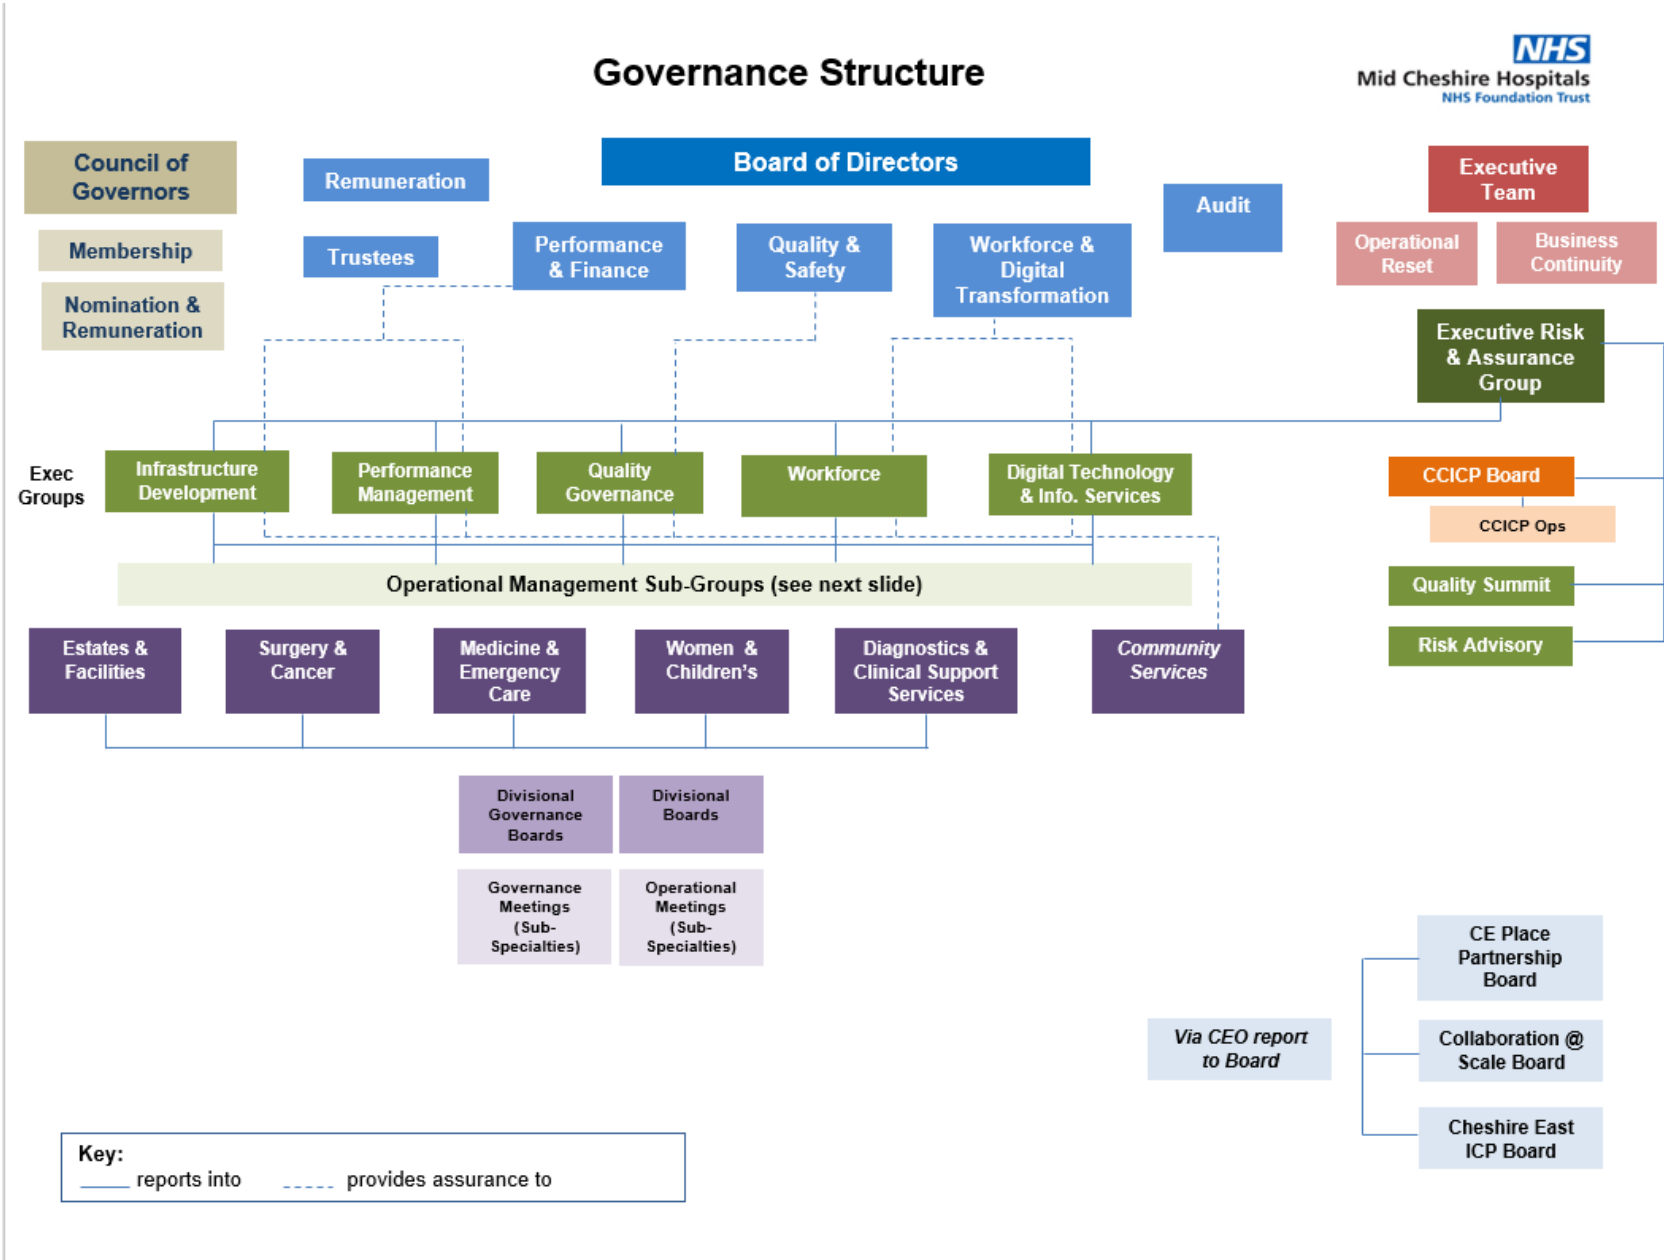 Governance Structure
NHS
Mid Cheshire Hospitals
NHS Foundation Trust
Council of
Governors
Membership
Nomination &
Remuneration
Remuneration
Trustees
Board of Directors
Performance
& Finance
Quality &
Safety
Workforce &
Digital
Transformation
Audit
Executive
Team
Operational
Reset
Business
Continuity
Executive Risk
& Assurance
Group
Exec
Groups
Infrastructure
Development
Performance
Management
Quality
Governance
Workforce
Digital Technology
& Info. Services
CCICP Board
CCICP Ops
Quality Summit
Risk Advisory
Operational Management Sub-Groups (see next slide)
Estates &
Facilities
Surgery &
Cancer
Medicine &
Emergency
Care
Women &
Children's
Diagnostics &
Clinical Support
Services
Community
Services
Divisional
Governance
Boards
Divisional
Boards
Governance
Meetings
(Sub-
Specialties)
Operational
Meetings
(Sub-
Specialties)
Via CEO report
to Board
CE Place
Partnership
Board
Collaboration @
Scale Board
Cheshire East
ICP Board
Key:
reports into
provides assurance to